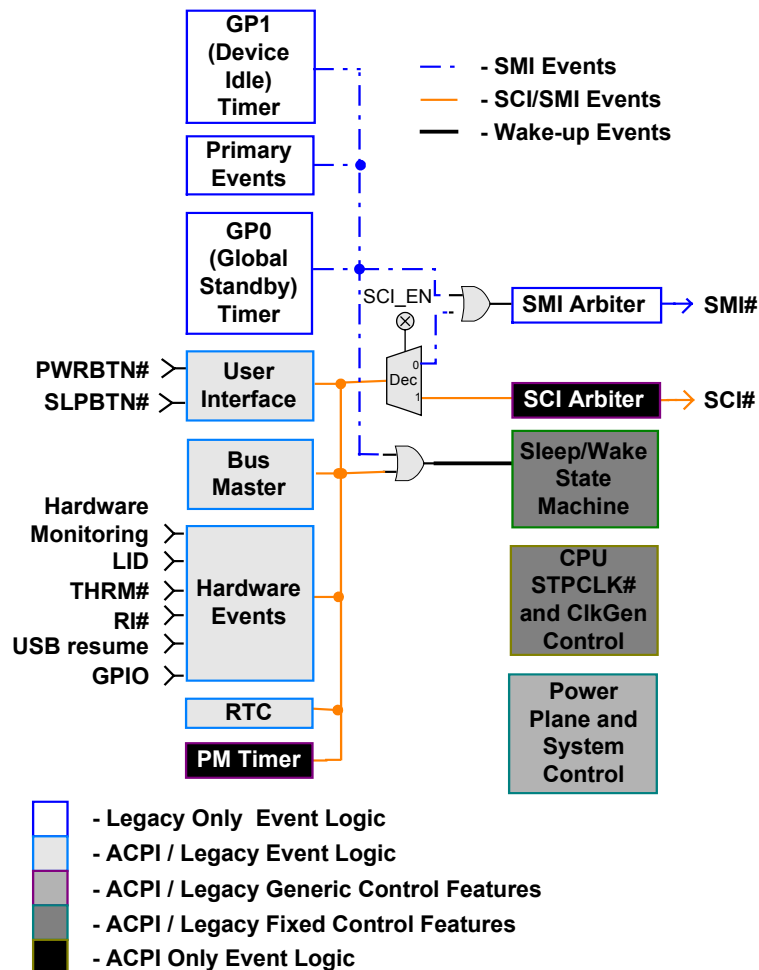 GP1
(Device
Idle)
Timer
- SMI Events
- SCI/SMI Events
- Wake-up Events
Primary
Events
GP0
(Global
Standby)
Timer
SCI_EN
SMI Arbiter
SMI#
PWRBTN#
SLPBTN#
User
Interface
0
Dec
1
SCI Arbiter
SCI#
Bus
Master
Sleep/Wake
State
Machine
Hardware
Monitoring
LID
THRM#
RI#
USB resume
GPIO
Hardware
Events
CPU
STPCLK#
and ClkGen
Control
RTC
PM Timer
Power
Plane and
System
Control
- Legacy Only Event Logic
- ACPI / Legacy Event Logic
- ACPI / Legacy Generic Control Features
- ACPI / Legacy Fixed Control Features
- ACPI Only Event Logic